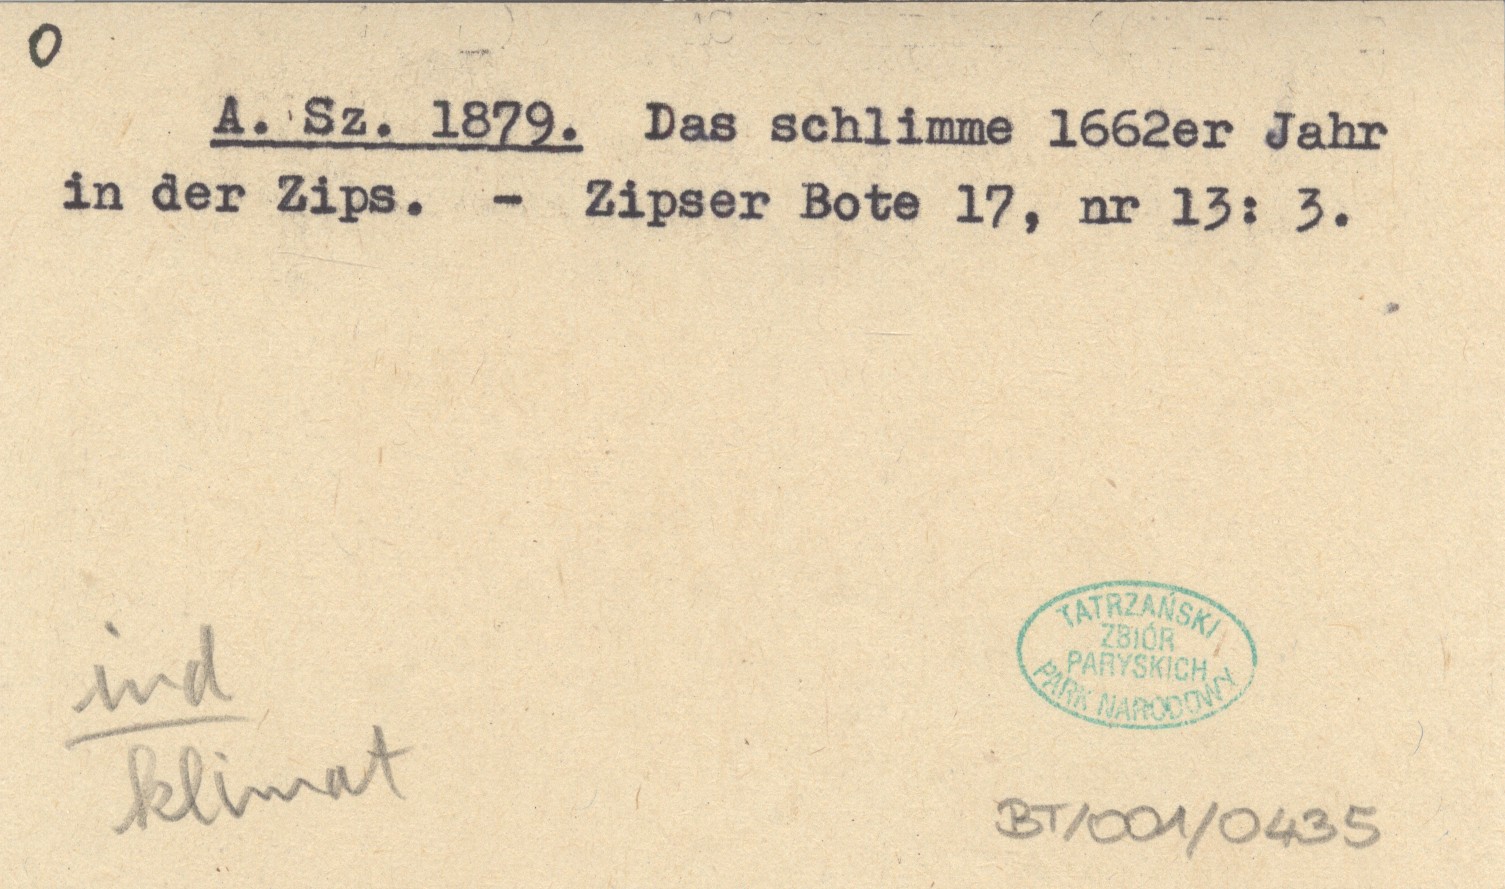 0
A. Sz. 1879. Das schlimme 1662er Jahr
in der Zips. - Zipser Bote 17, nr 13: 3.
TATRZAŃSKI
ZBIÓR
PARYSKICH
PARK NARODOWY
ind
klimat
BT/001/0435